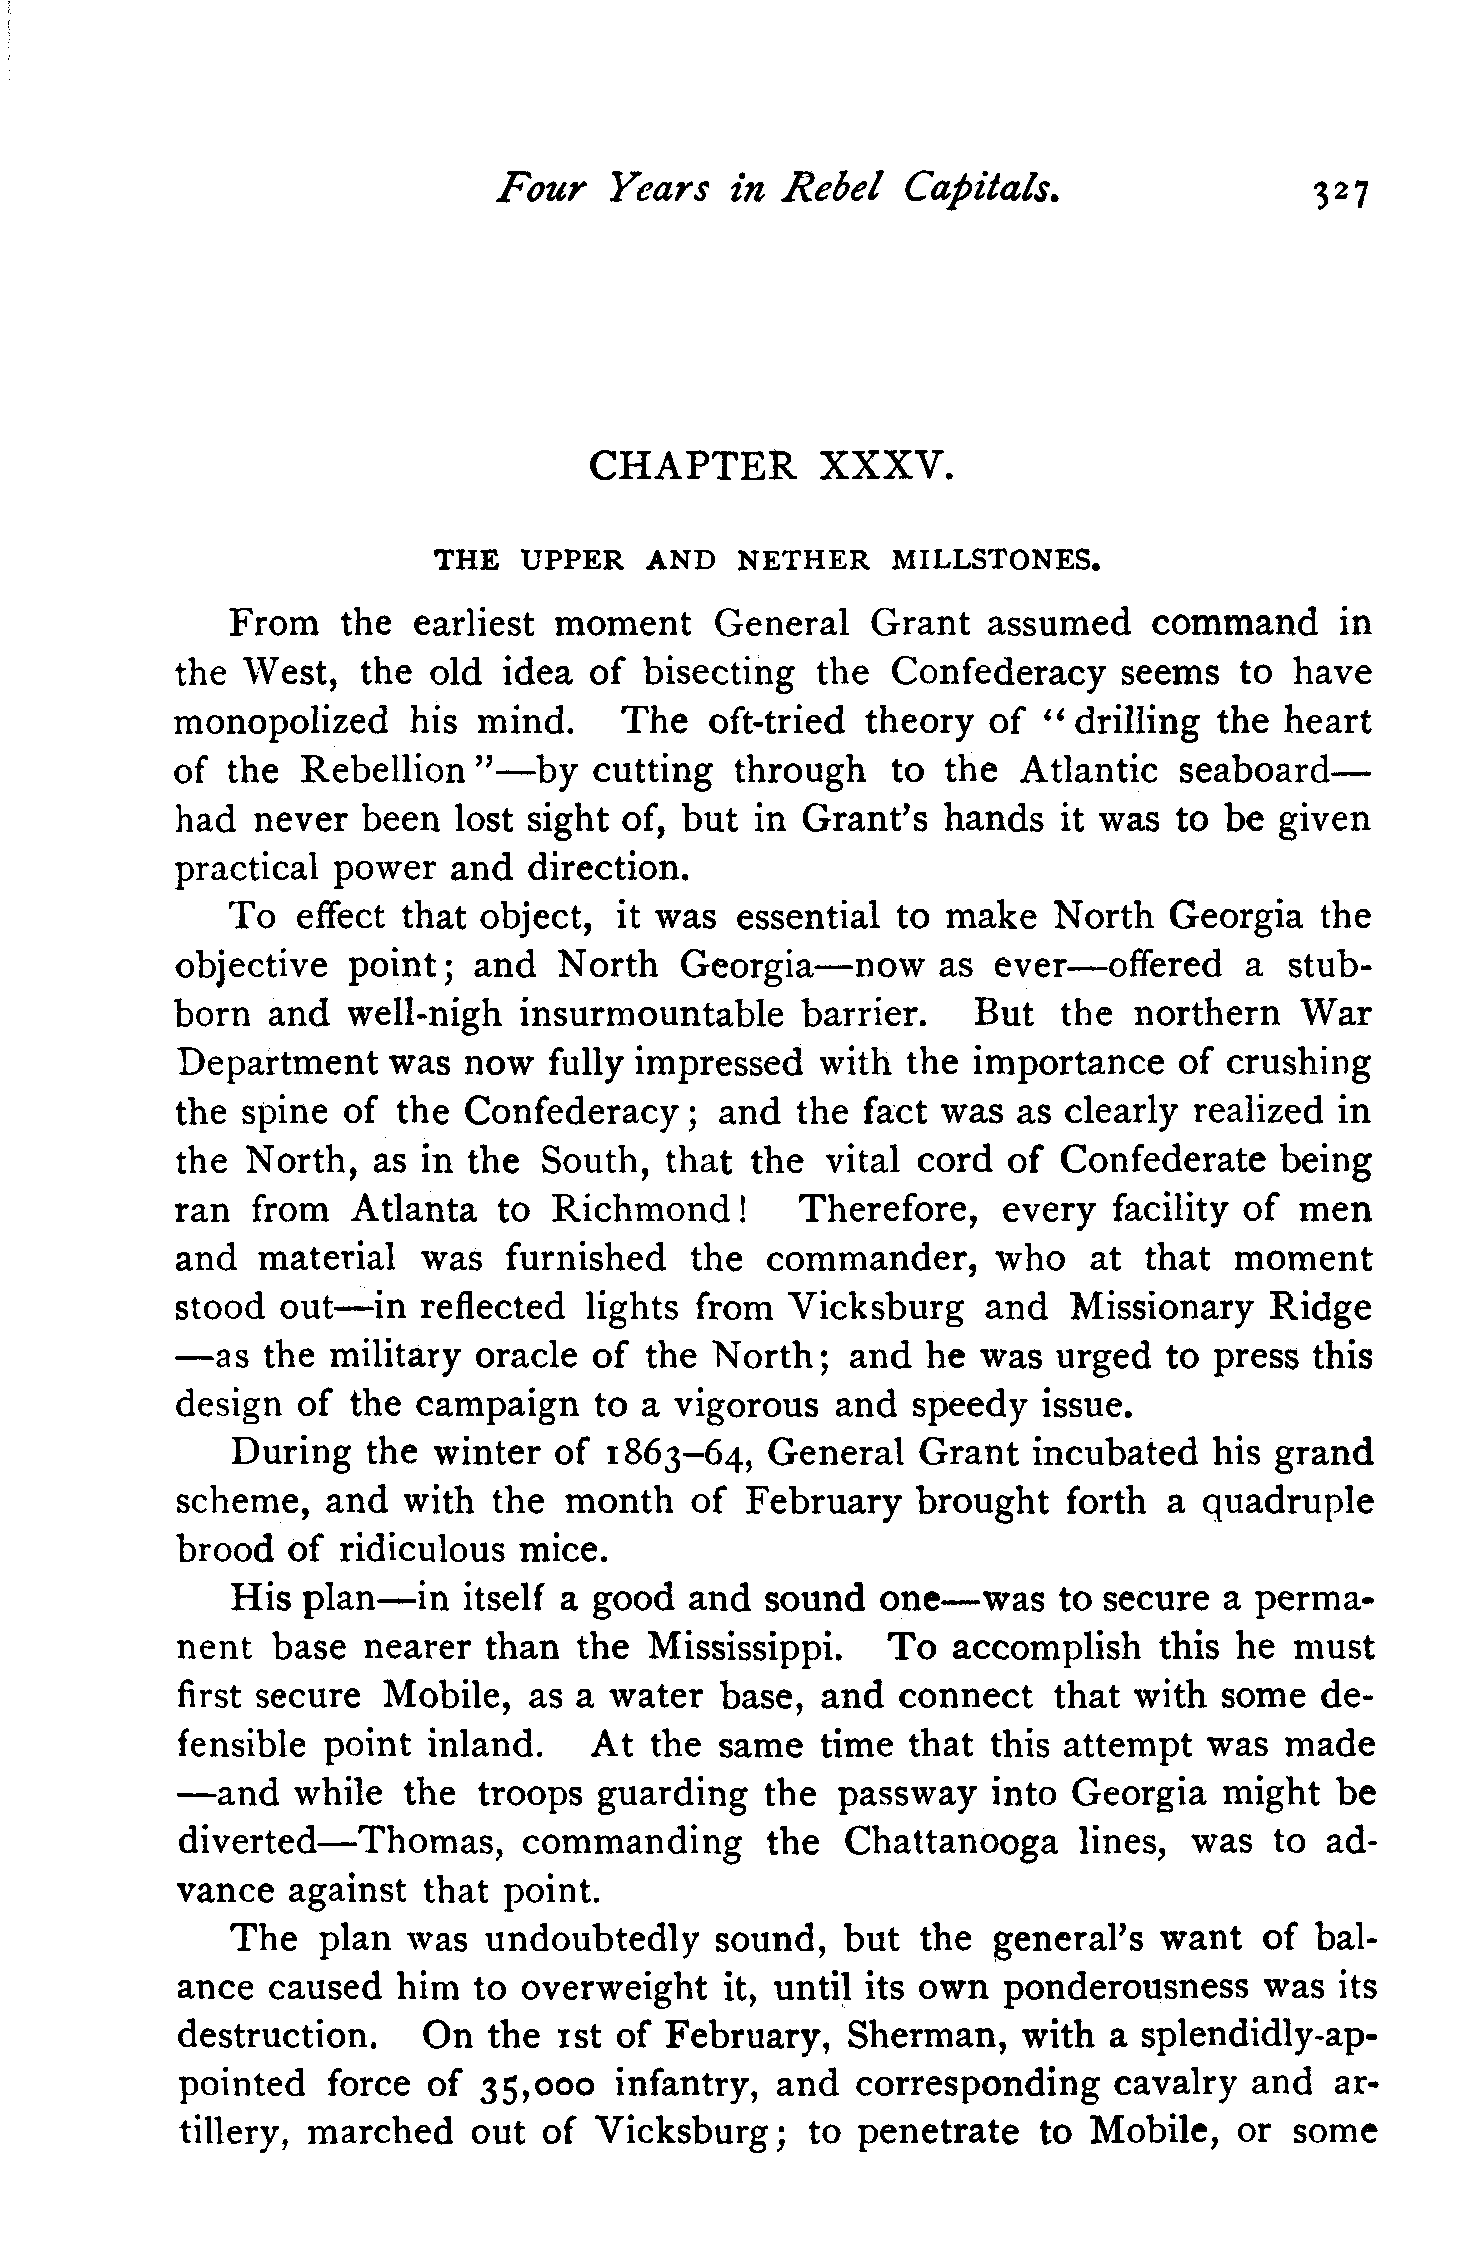 Four Years in Rebel Capitals. 327
CHAPTER XXXV.
THE UPPER AND NETHER MILLSTONES.
From the earliest moment General Grant assumed command in
the West, the old idea of bisecting the Confederacy seems to have
monopolized his mind. The oft-tried theory of “drilling the heart
of the Rebellion”—by cutting through to the Atlantic seaboard—
had never been lost sight of, but in Grant's hands it was to be given
practical power and direction.
To effect that object, it was essential to make North Georgia the
objective point; and North Georgia—now as ever—offered a stub-
born and well-nigh insurmountable barrier. But the northern War
Department was now fully impressed with the importance of crushing
the spine of the Confederacy; and the fact was as clearly realized in
the North, as in the South, that the vital cord of Confederate being
ran from Atlanta to Richmond! Therefore, every facility of men
and material was furnished the commander, who at that moment
stood out—in reflected lights from Vicksburg and Missionary Ridge
—as the military oracle of the North; and he was urged to press this
design of the campaign to a vigorous and speedy issue.
During the winter of 1863–64, General Grant incubated his grand
scheme, and with the month of February brought forth a quadruple
brood of ridiculous mice.
His plan—in itself a good and sound one—was to secure a perma-
nent base nearer than the Mississippi. To accomplish this he must
first secure Mobile, as a water base, and connect that with some de-
fensible point inland. At the same time that this attempt was made
—and while the troops guarding the passway into Georgia might be
diverted—Thomas, commanding the Chattanooga lines, was to ad-
vance against that point.
The plan was undoubtedly sound, but the general's want of bal-
ance caused him to overweight it, until its own ponderousness was its
destruction. On the 1st of February, Sherman, with a splendidly-ap-
pointed force of 35,000 infantry, and corresponding cavalry and ar-
tillery, marched out of Vicksburg; to penetrate to Mobile, or some